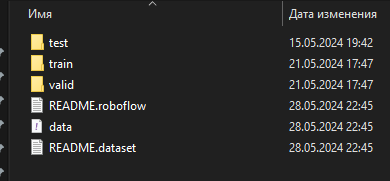 Имя Дата изменения
test 15.05.2024 19:42
train 21.05.2024 17:47
valid 21.05.2024 17:47
README.roboflow 28.05.2024 22:45
data 28.05.2024 22:45
README.dataset 28.05.2024 22:45